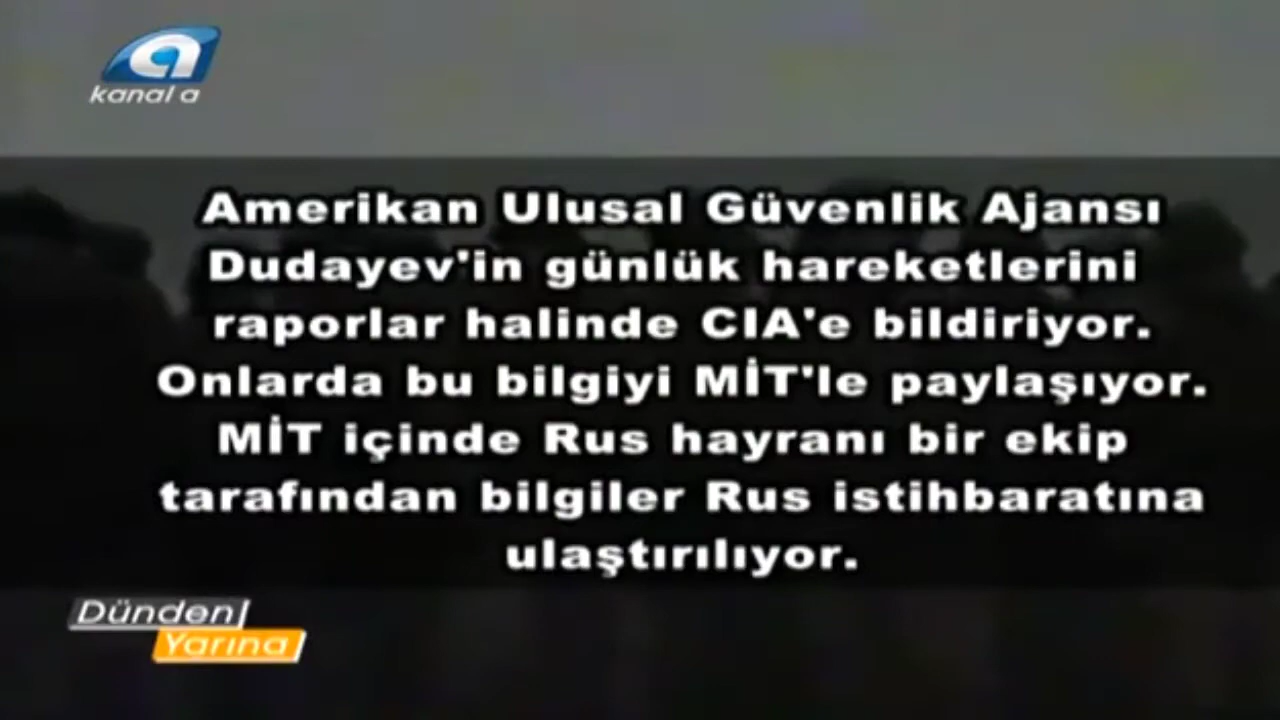 kanal a
Amerikan Ulusal Güvenlik Ajansı
Dudayev'in günlük hareketlerini
raporlar halinde CIA'e bildiriyor.
Onlarda bu bilgiyi MİT'le paylaşıyor.
MİT içinde Rus hayranı bir ekip
tarafından bilgiler Rus istihbaratına
ulaştırılıyor.
Dünden
Yarına